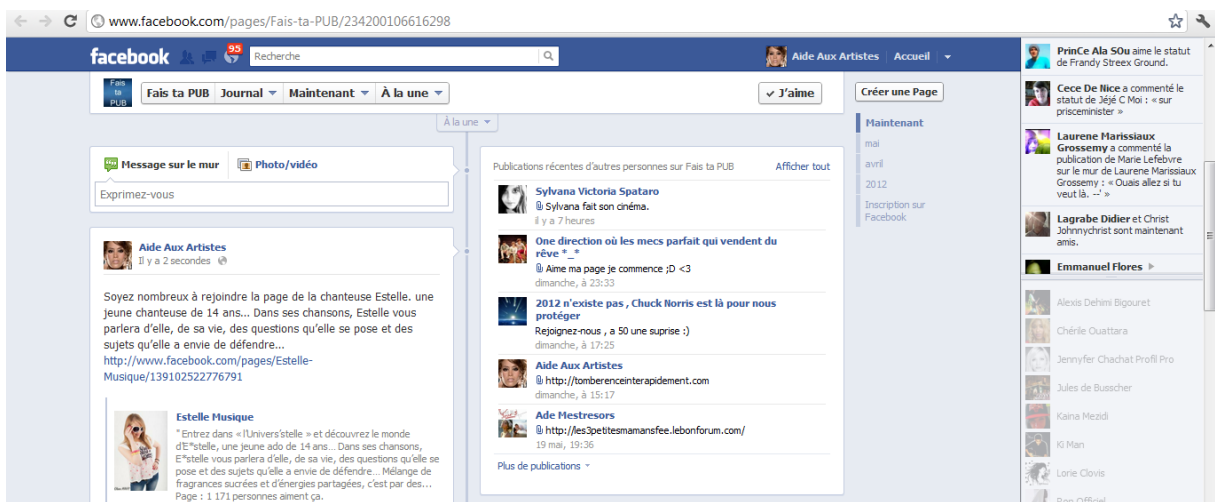 www.facebook.com/pages/Fais-ta-PUB/234200106616298
facebook
95
Recherche
Aide Aux Artistes
Accueil
Fais
ta
PUB
Fais ta PUB
Journal
Maintenant
À la une
J'aime
Créer une Page
À la une
Maintenant
mai
avril
2012
Inscription sur
Facebook
Message sur le mur
Photo/vidéo
Exprimez-vous
Aide Aux Artistes
Il y a 2 secondes
Soyez nombreux à rejoindre la page de la chanteuse Estelle. une
jeune chanteuse de 14 ans... Dans ses chansons, Estelle vous
parlera d'elle, de sa vie, des questions qu'elle se pose et des
sujets qu'elle a envie de défendre...
http://www.facebook.com/pages/Estelle-
Musique/139102522776791
Estelle Musique
"Entrez dans «l'Univers'stelle » et découvrez le monde
d'E*stelle, une jeune ado de 14 ans... Dans ses chansons,
E*stelle vous parlera d'elle, de sa vie, des questions qu'elle se
pose et des sujets qu'elle a envie de défendre... Mélange de
fragrances sucrées et d'énergies partagées, c'est par des...
Page : 1 171 personnes aiment ça.
Publications récentes d'autres personnes sur Fais ta PUB
Afficher tout
Sylvana Victoria Spataro
Sylvana fait son cinéma.
il y a 7 heures
One direction où les mecs parfait qui vendent du
rêve *_*
Aime ma page je commence ;D <3
dimanche, à 23:33
2012 n'existe pas , Chuck Norris est là pour nous
protéger
Rejoignez-nous , a 50 une suprise :)
dimanche, à 17:25
Aide Aux Artistes
http://tomberenceinterapidement.com
dimanche, à 15:17
Ade Mestresors
http://les3petitesmamansfee.lebonforum.com/
19 mai, 19:36
Plus de publications
PrinCe Ala SOu aime le statut
de Frandy Streex Ground.
Cece De Nice a commenté le
statut de Jéjé C Moi : « sur
prisceminister »
Laurene Marissiaux
Grossemy a commenté la
publication de Marie Lefebvre
sur le mur de Laurene Marissiaux
Grossemy : « Ouais allez si tu
veut là. --' »
Lagrabe Didier et Christ
Johnnychrist sont maintenant
amis.
Emmanuel Flores
Alexis Dehimi Bigouret
Chérile Ouattara
Jennyfer Chachat Profil Pro
Jules de Busscher
Kaina Mezidi
Ki Man
Lorie Clovis